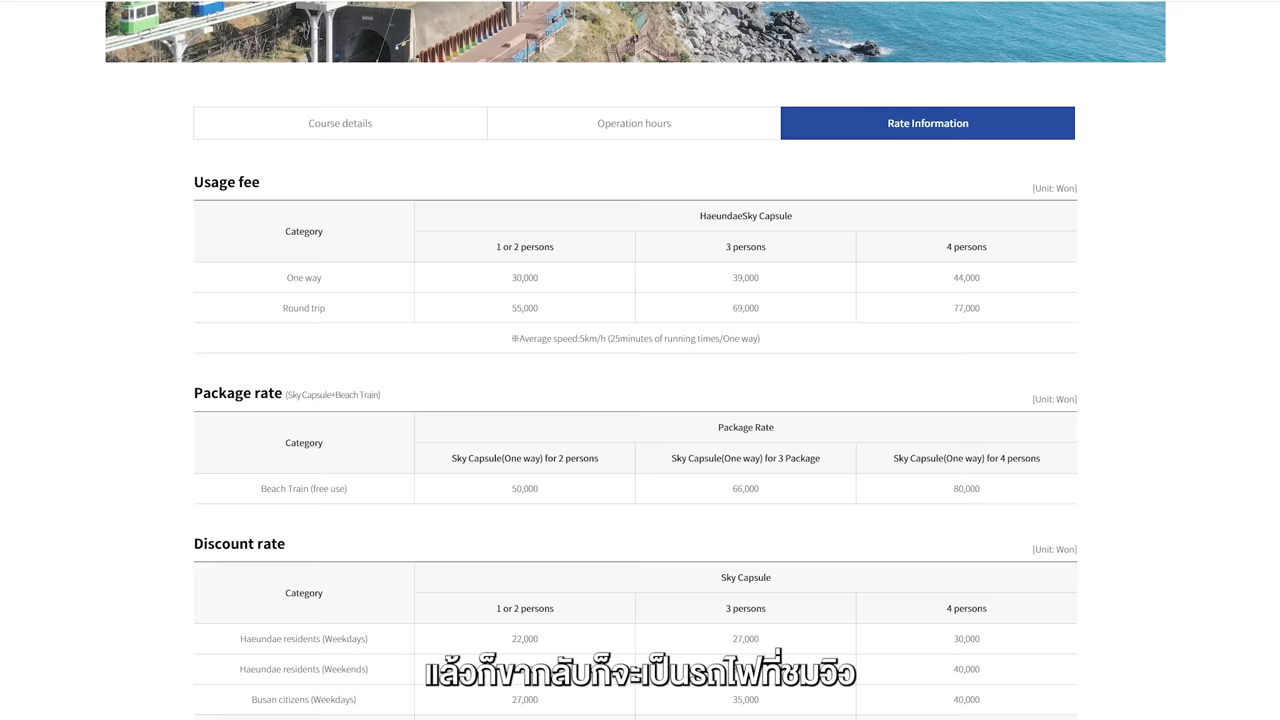 Course details Operation hours Rate Information
Usage fee
[Unit: Won]
Category HaeundaeSky Capsule
1 or 2 persons 3 persons 4 persons
One way 30,000 39,000 44,000
Round trip 55,000 69,000 77,000
※Average speed:5km/h (25minutes of running times/One way)
Package rate (Sky Capsule+Beach Train)
[Unit: Won]
Category Package Rate
Sky Capsule(One way) for 2 persons Sky Capsule(One way) for 3 Package Sky Capsule(One way) for 4 persons
Beach Train (free use) 50,000 66,000 80,000
Discount rate
[Unit: Won]
Category Sky Capsule
1 or 2 persons 3 persons 4 persons
Haeundae residents (Weekdays) 22,000 27,000 30,000
Haeundae residents (Weekends) 40,000
แล้วก็ขากลับก็จะเป็นรถไฟที่ชมวิว
Busan citizens (Weekdays) 27,000 35,000 40,000